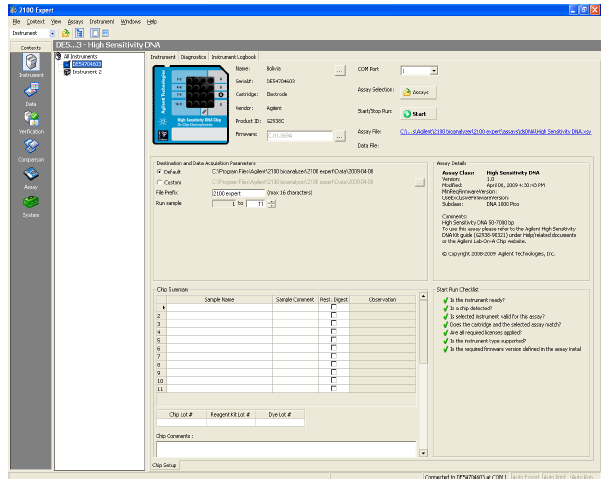 2100 Expert
File Context View Assays Instrument Windows Help
Instrument
Contexts
DE5...3 - High Sensitivity DNA
All Instruments
DE54704603
Instrument 2
Instrument
Data
Verification
Comparison
Assay
System
Instrument Diagnostics Instrument Logbook
Agilent Technologies
High Sensitivity DNA Chip
Name: Bolivia ...
Serial#: DE54704603
Cartridge: Electrode
Vendor: Agilent
Product ID: G2938C
Firmware: C.01.069A ...
COM Port 1
Assay Selection: Assays
Start/Stop Run: Start
Assay File: C:\...s\Agilent\2100 bioanalyzer\2100 expert\assays\dsDNA\High Sensitivity DNA.xsy
Data File:
Destination and Data Acquisition Parameters
Default C:\Program Files\Agilent\2100 bioanalyzer\2100 expert\Data\2009-04-08
Custom C:\Program Files\Agilent\2100 bioanalyzer\2100 expert\Data\2009-04-08
File Prefix 2100 expert (max 16 characters)
Run sample 1 to 11
Assay Details
Assay Class: High Sensitivity DNA
Version: 1.0
Modified: April 08, 2009 4:30:43 PM
MinReqFirmwareVersion:
UseExclusiveFirmwareVersion:
Subclass: DNA 1000 Pico
Comments:
High Sensitivity DNA 50-7000 bp
To use this assay please refer to the Agilent High Sensitivity
DNA Kit guide (G2938-90321) under Help/related documents
or the Agilent Lab-On-A Chip website.
© Copyright 2008-2009 Agilent Technologies, Inc.
Chip Summary
Sample Name Sample Comment Rest. Digest Observation
2
3
4
5
6
7
8
9
10
11
Chip Lot # Reagent Kit Lot # Dye Lot #
Chip Comments :
Chip Setup
Start Run Checklist
Is the instrument ready?
Is a chip detected?
Is selected instrument valid for this assay?
Does the cartridge and the selected assay match?
Are all required licenses applied?
Is the instrument type supported?
Is the required firmware version defined in the assay metal
Connected to DE54704603 at COM 1 Auto Export Auto Print Auto Run